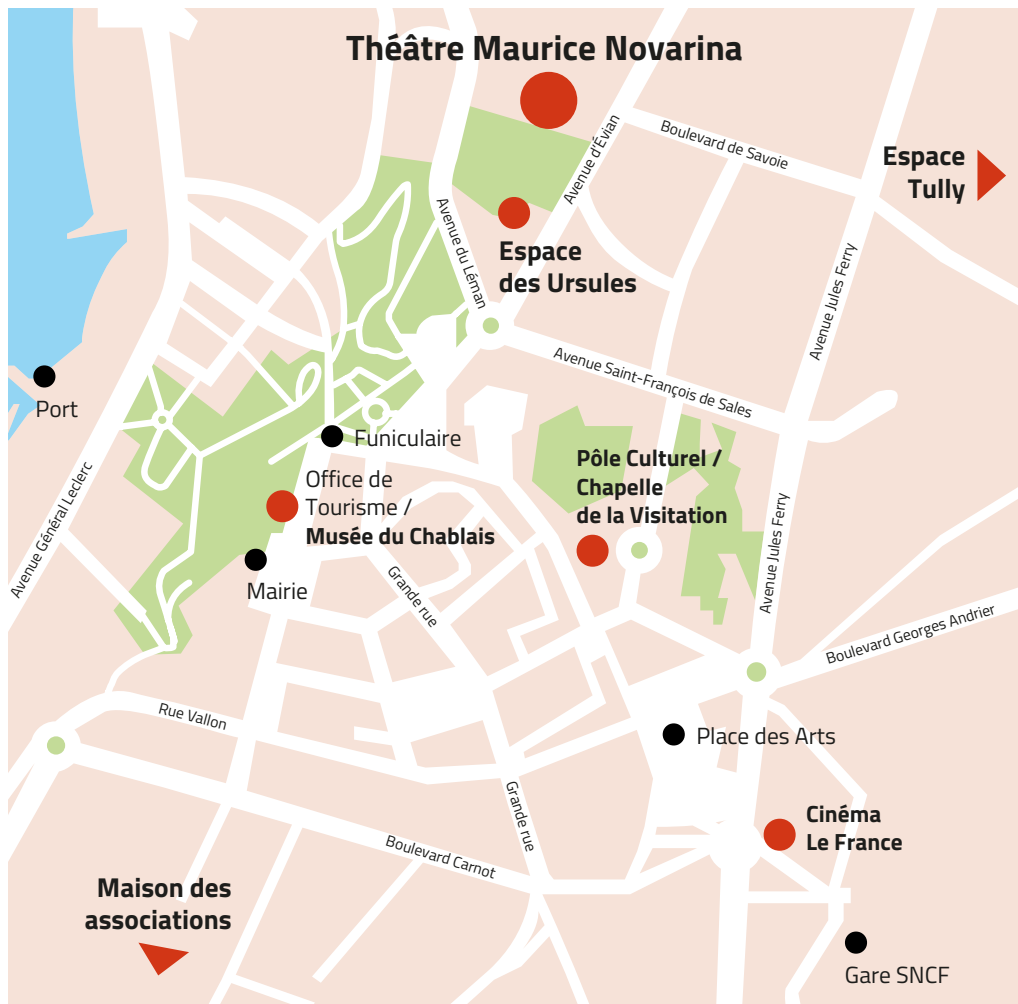 Théâtre Maurice Novarina
Boulevard de Savoie
Avenue d'Évian
Espace
Tully
Avenue du Léman
Espace
des Ursules
Avenue Jules Ferry
Avenue Saint-François de Sales
Port
Funiculaire
Pôle Culturel /
Chapelle
de la Visitation
Office de
Tourisme /
Musée du Chablais
Avenue Général Leclerc
Avenue Jules Ferry
Mairie
Grande rue
Boulevard Georges Andrier
Rue Vallon
Place des Arts
Grande rue
Cinéma
Le France
Boulevard Carnot
Maison des
associations
Gare SNCF